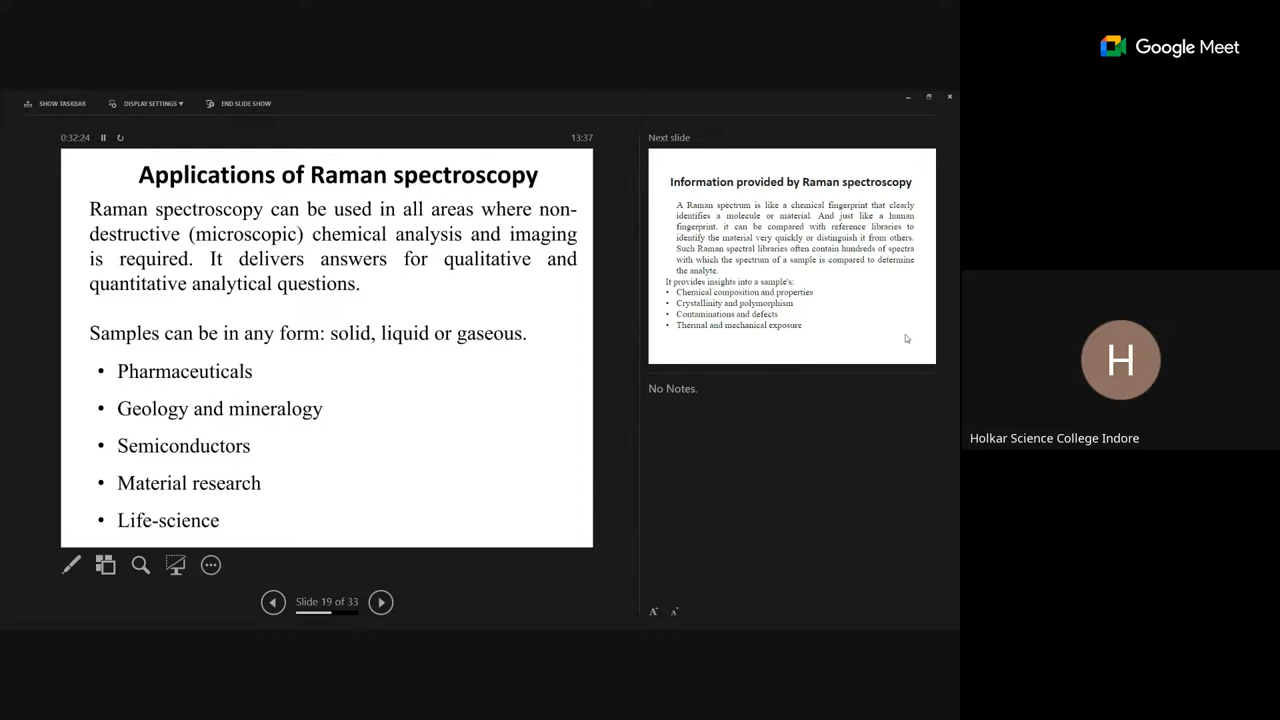 Google Meet
SHOW TASKBAR DISPLAY SETTINGS ▾ END SLIDE SHOW
0:32:24 13:37
Applications of Raman spectroscopy
Raman spectroscopy can be used in all areas where non-
destructive (microscopic) chemical analysis and imaging
is required. It delivers answers for qualitative and
quantitative analytical questions.
Samples can be in any form: solid, liquid or gaseous.
• Pharmaceuticals
• Geology and mineralogy
• Semiconductors
• Material research
• Life-science
Slide 19 of 33
Next slide
Information provided by Raman spectroscopy
A Raman spectrum is like a chemical fingerprint that clearly
identifies a molecule or material. And just like a human
fingerprint, it can be compared with reference libraries to
identify the material very quickly or distinguish it from others.
Such Raman spectral libraries often contain hundreds of spectra
with which the spectrum of a sample is compared to determine
the analyte.
It provides insights into a sample's:
• Chemical composition and properties
• Crystallinity and polymorphism
• Contaminations and defects
• Thermal and mechanical exposure
No Notes.
A A
H
Holkar Science College Indore